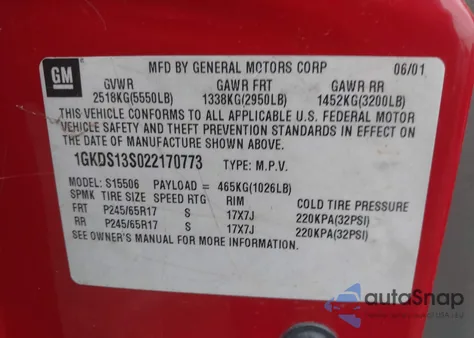 GM
MFD BY GENERAL MOTORS CORP 06/01
GVWR GAWR FRT GAWR RR
2518KG(5550LB) 1338KG(2950LB) 1452KG(3200LB)
THIS VEHICLE CONFORMS TO ALL APPLICABLE U.S. FEDERAL MOTOR
VEHICLE SAFETY AND THEFT PREVENTION STANDARDS IN EFFECT ON
THE DATE OF MANUFACTURE SHOWN ABOVE.
1GKDS13S022170773 TYPE: M.P.V.
MODEL: S15506 PAYLOAD = 465KG(1026LB)
SPMK TIRE SIZE SPEED RTG RIM COLD TIRE PRESSURE
FRT P245/65R17 S 17X7J 220KPA(32PSI)
RR P245/65R17 S 17X7J 220KPA(32PSI)
SEE OWNER'S MANUAL FOR MORE INFORMATION.
autoSnap